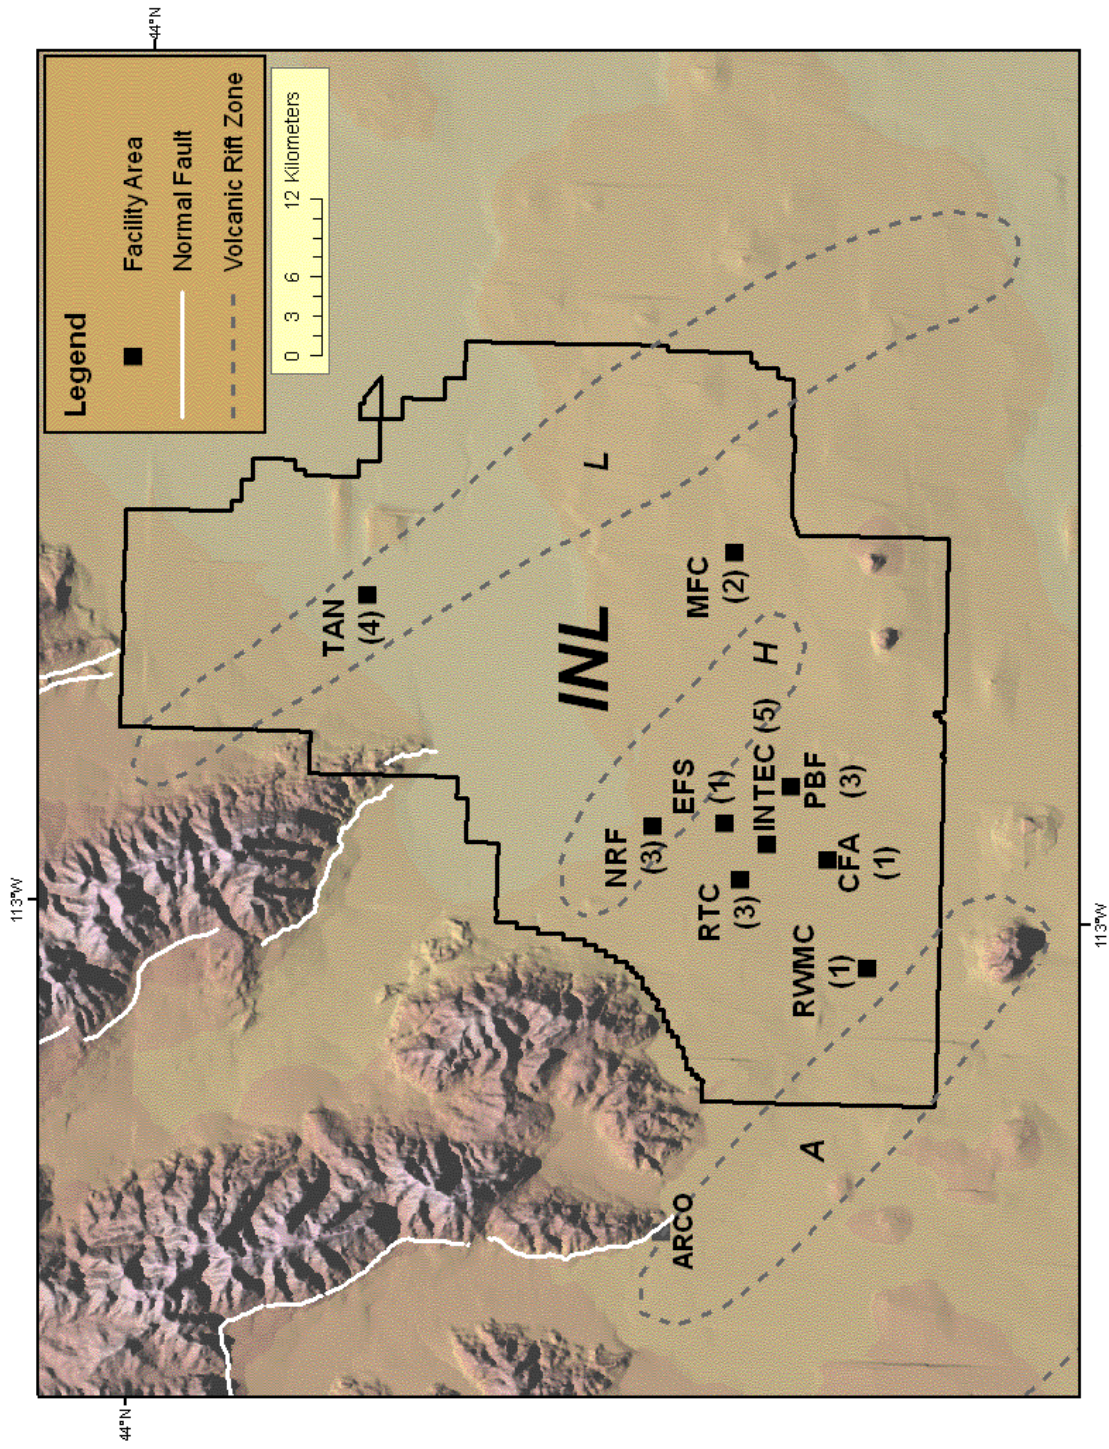 44°N
Legend
Facility Area
Normal Fault
Volcanic Rift Zone
0 3 6 12 Kilometers
113°W
TAN
(4)
INL
L
MFC
(2)
H
NRF
(3)
EFS
(1)
INTEC (5)
PBF
(3)
RTC
(3)
CFA
(1)
RWMC
(1)
A
ARCO
44°N
113°W